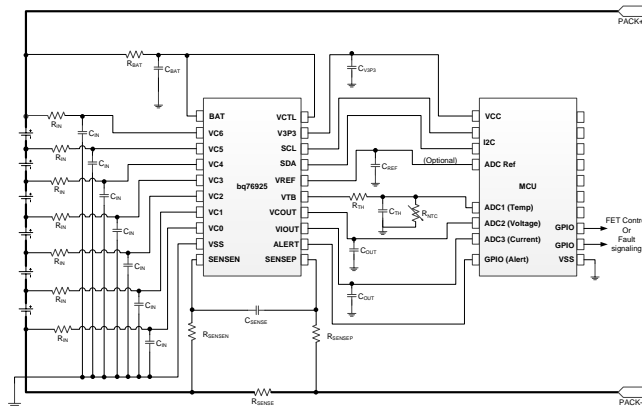 PACK+
RBAT
CBAT
CV3P3
BAT
VC6
VC5
VC4
VC3
VC2
VC1
VC0
VSS
SENSEN
bq76925
VCTL
V3P3
SCL
SDA
VREF
VTB
VCOUT
VIOUT
ALERT
SENSEP
VCC
I2C
ADC Ref
MCU
ADC1 (Temp)
ADC2 (Voltage)
ADC3 (Current)
GPIO (Alert)
GPIO
GPIO
VSS
FET Control
Or
Fault
signaling
RIN
RIN
RIN
RIN
RIN
RIN
RIN
CIN
CIN
CIN
CIN
CIN
CIN
CIN
CREF
(Optional)
RTH
CTH
RNTC
COUT
COUT
CSENSE
RSENSEN
RSENSEP
RSENSE
PACK-